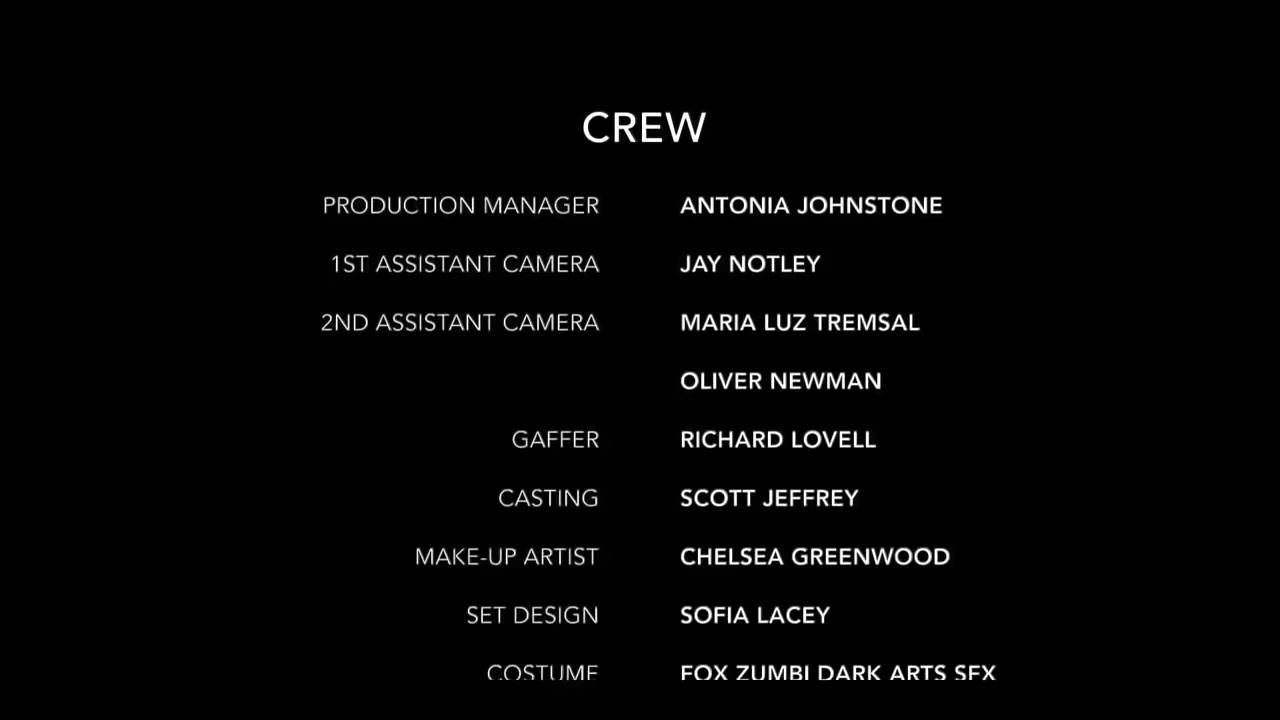 CREW
PRODUCTION MANAGER ANTONIA JOHNSTONE
1ST ASSISTANT CAMERA JAY NOTLEY
2ND ASSISTANT CAMERA MARIA LUZ TREMSAL
OLIVER NEWMAN
GAFFER RICHARD LOVELL
CASTING SCOTT JEFFREY
MAKE-UP ARTIST CHELSEA GREENWOOD
SET DESIGN SOFIA LACEY
COSTUME FOX ZUMBI DARK ARTS SFX